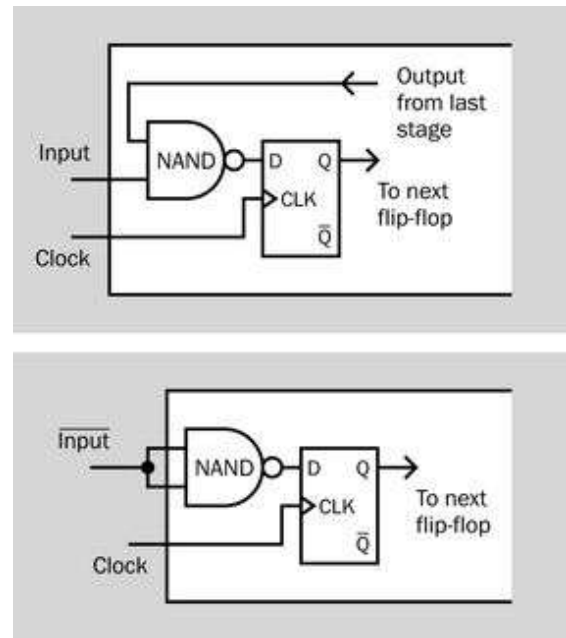 Output
from last
stage
Input
NAND
D Q
CLK
Q̅
To next
flip-flop
Clock
I̅n̅p̅u̅t̅
NAND
D Q
CLK
Q̅
To next
flip-flop
Clock